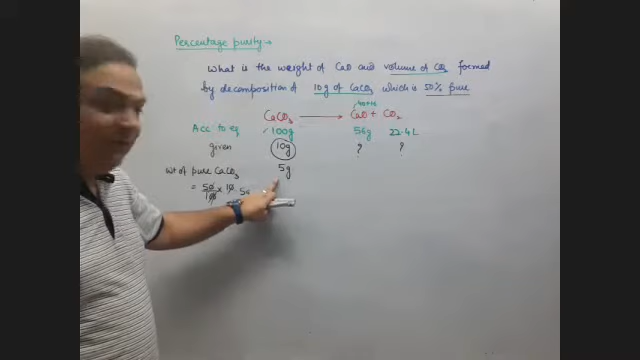 Percentage purity→
What is the weight of CaO and volume of CO₂ formed
by decomposition of 10g of CaCO₃ which is 50% pure
CaCO₃ → CaO + CO₂
Acc. to eq 100g 56g 22.4L
given 10g ? ?
wt of pure CaCO₃ 5g
= 50/100 × 10